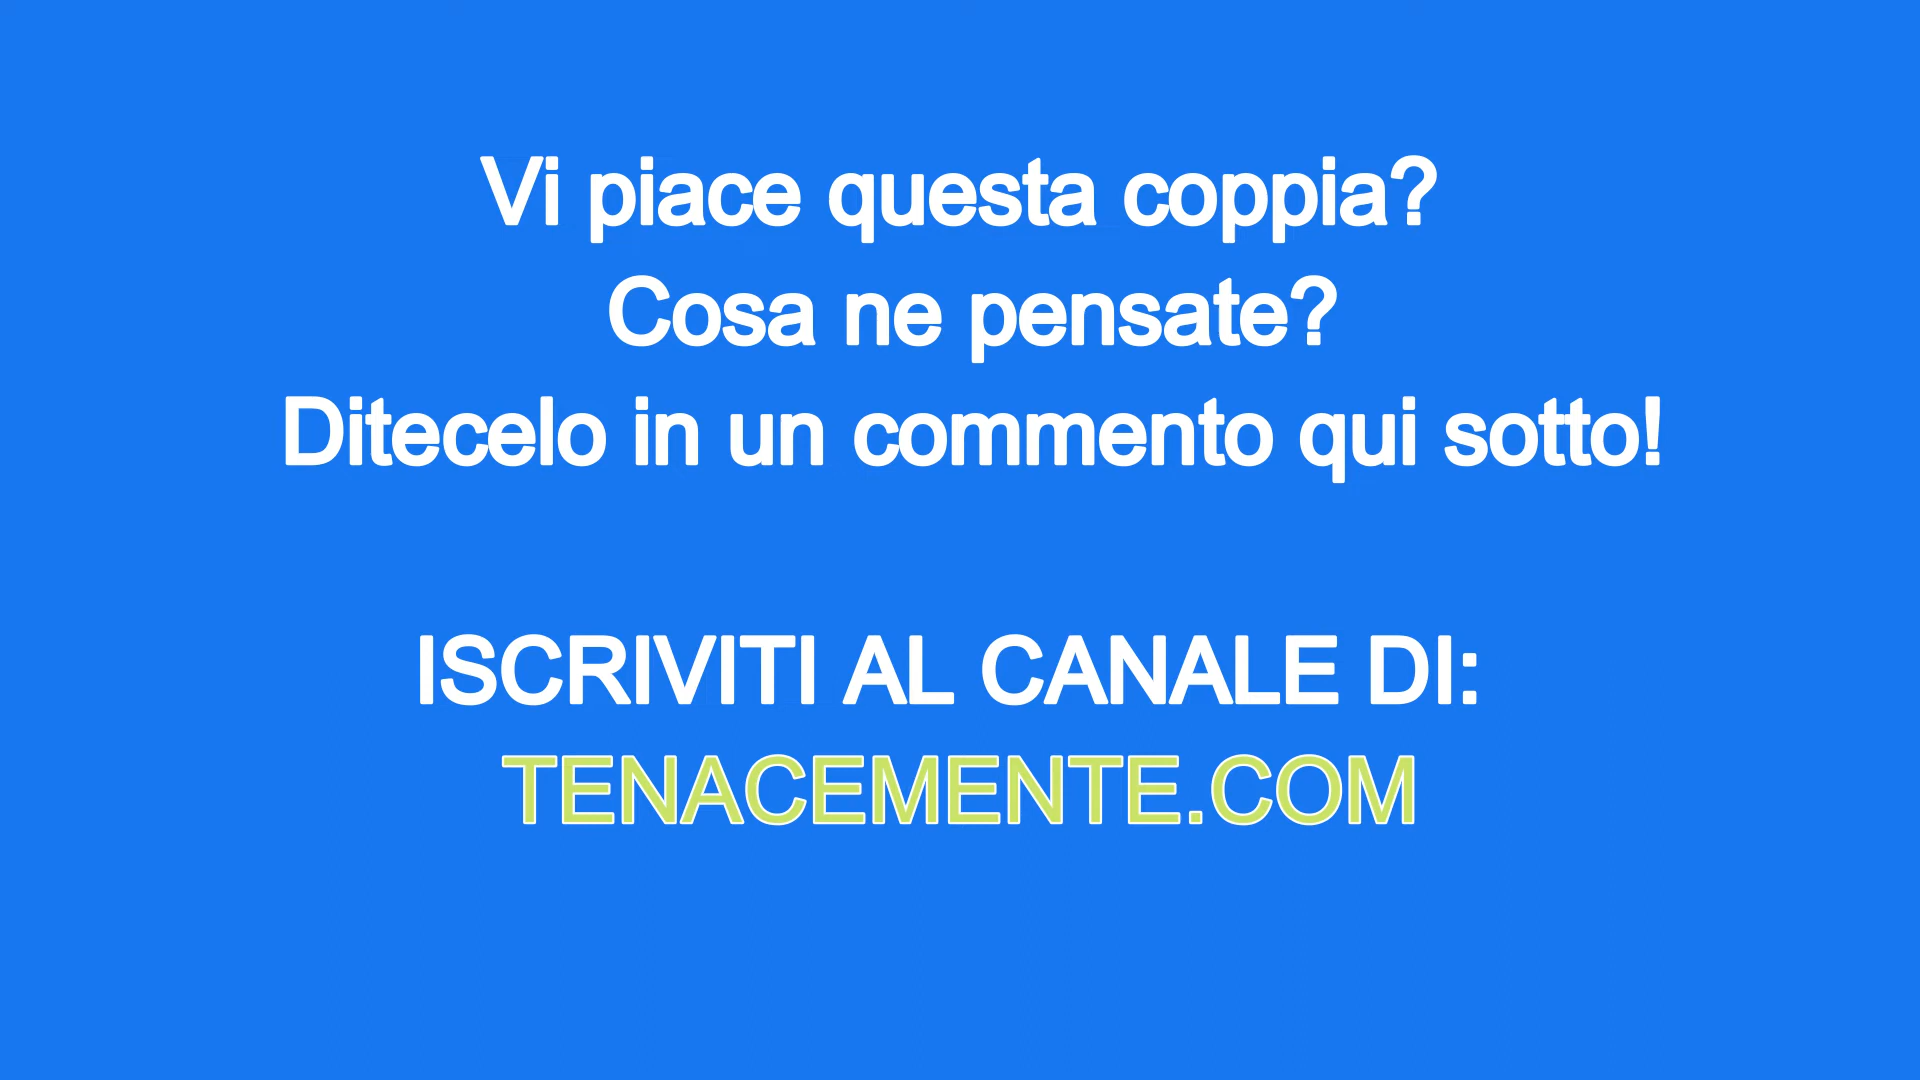 Vi piace questa coppia?
Cosa ne pensate?
Ditecelo in un commento qui sotto!
ISCRIVITI AL CANALE DI:
TENACEMENTE.COM